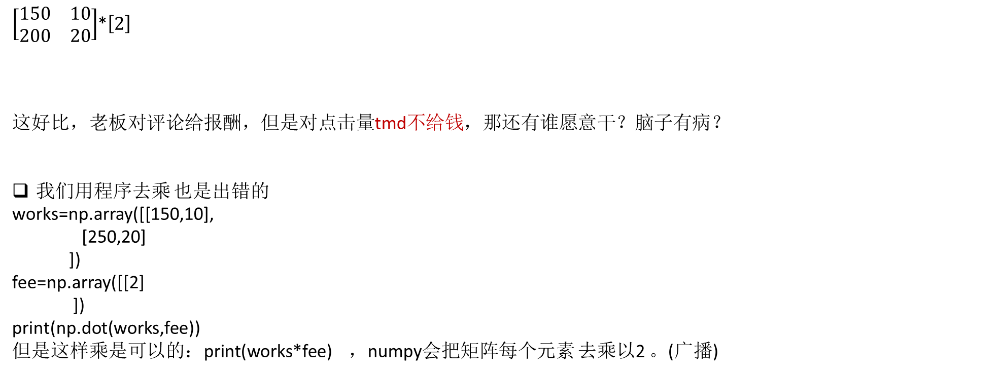 [150 10
200 20]*[2]
这好比，老板对评论给报酬，但是对点击量tmd不给钱，那还有谁愿意干？脑子有病？
❑ 我们用程序去乘 也是出错的
works=np.array([[150,10],
[250,20]
])
fee=np.array([[2]
])
print(np.dot(works,fee))
但是这样乘是可以的：print(works*fee) ，numpy会把矩阵每个元素 去乘以2 。(广播)